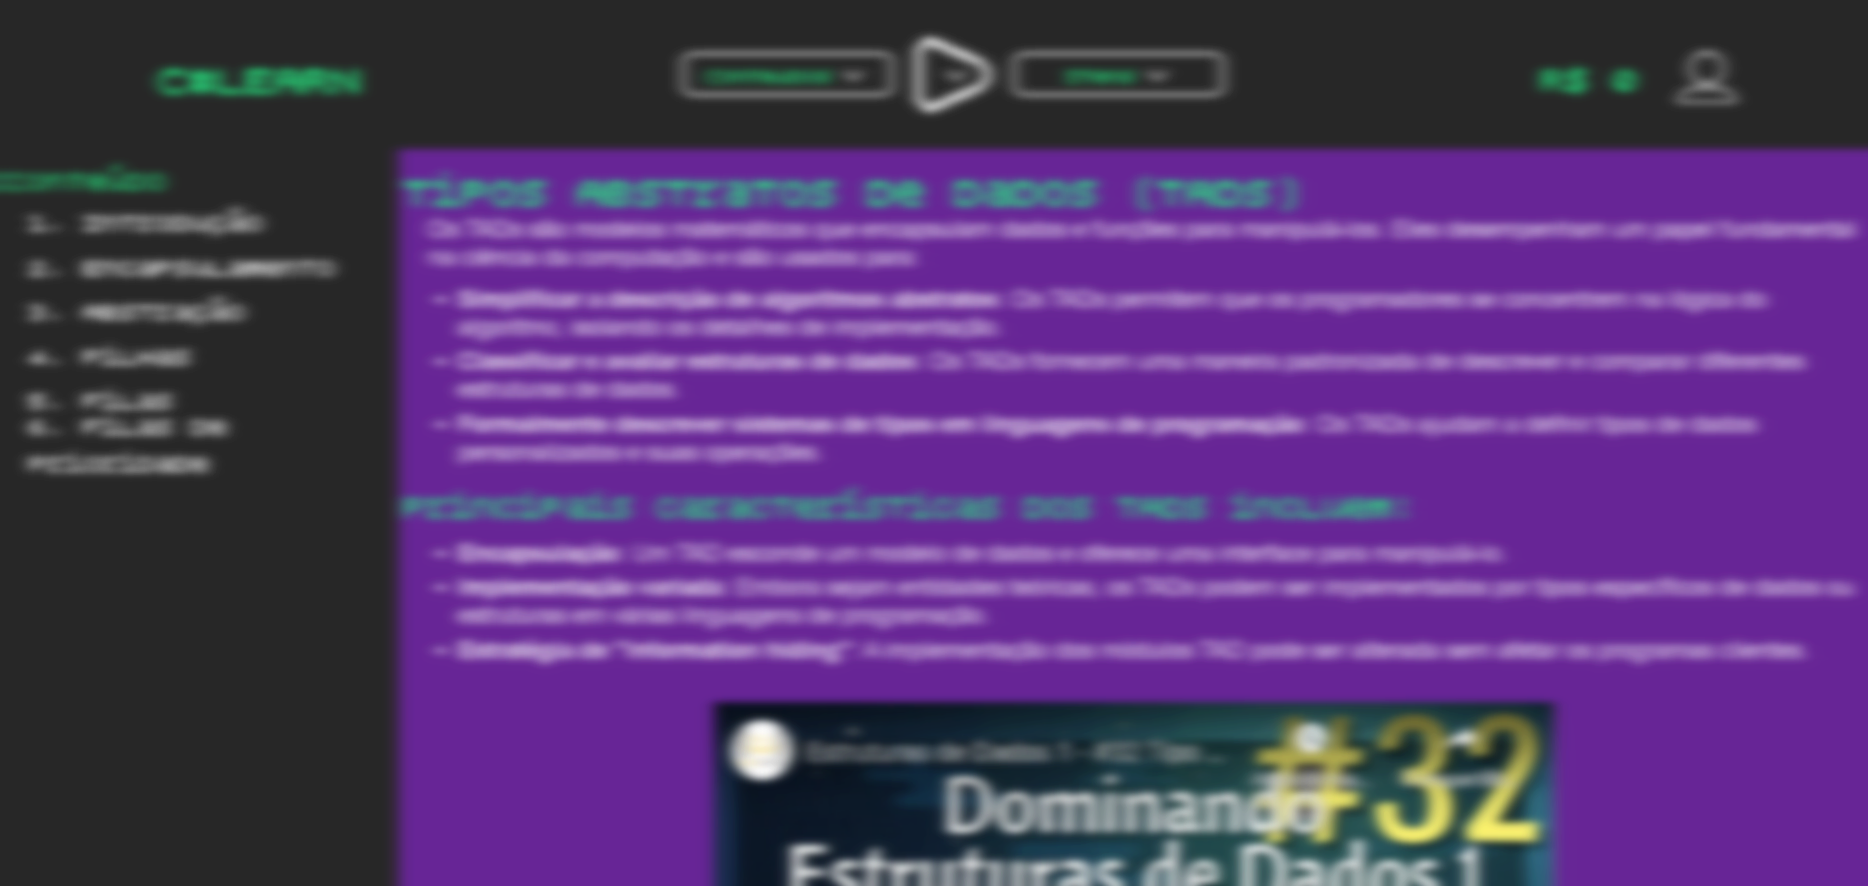 C@LEARN
R$ 0
Conteúdo
1. Introdução
2. Encapsulamento
3. Abstração
4. Pilhas
5. Filas
6. Filas de
Prioridade
Tipos Abstratos de Dados (TADs)
Os TADs são modelos matemáticos que encapsulam dados e funções para manipulá-los. Eles desempenham um papel fundamental
na ciência da computação e são usados para:
– Simplificar a descrição de algoritmos abstratos: Os TADs permitem que os programadores se concentrem na lógica do
algoritmo, isolando os detalhes de implementação.
– Classificar e avaliar estruturas de dados: Os TADs fornecem uma maneira padronizada de descrever e comparar diferentes
estruturas de dados.
– Formalmente descrever sistemas de tipos em linguagens de programação: Os TADs ajudam a definir tipos de dados
personalizados e suas operações.
Principais características dos TADs incluem:
– Encapsulação: Um TAD esconde um modelo de dados e oferece uma interface para manipulá-lo.
– Implementação variada: Embora sejam entidades teóricas, os TADs podem ser implementados por tipos específicos de dados ou
estruturas em várias linguagens de programação.
– Estratégia de "information hiding": A implementação dos módulos TAD pode ser alterada sem afetar os programas clientes.
Estruturas de Dados 1 - #32 Tipo ...
#32
Dominando
Estruturas de Dados 1